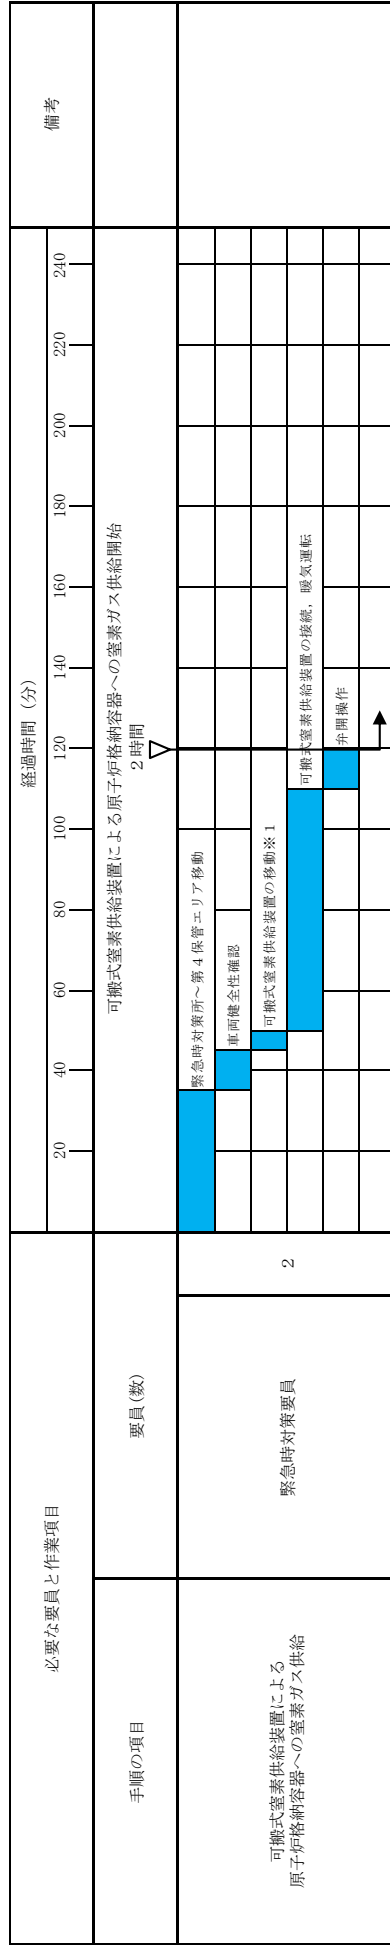 必要な要員と作業項目
経過時間（分）
備考
手順の項目
要員(数)
20 40 60 80 100 120 140 160 180 200 220 240
可搬式窒素供給装置による原子炉格納容器への窒素ガス供給開始
2時間
可搬式窒素供給装置による
原子炉格納容器への窒素ガス供給
緊急時対策要員
2
緊急時対策所～第4保管エリア移動
車両健全性確認
可搬式窒素供給装置の移動※1
可搬式窒素供給装置の接続，暖気運転
弁開操作